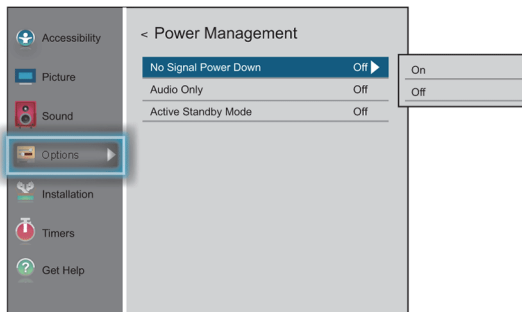 Accessibility
Picture
Sound
Options
Installation
Timers
Get Help
< Power Management
No Signal Power Down Off
Audio Only Off
Active Standby Mode Off
On
Off